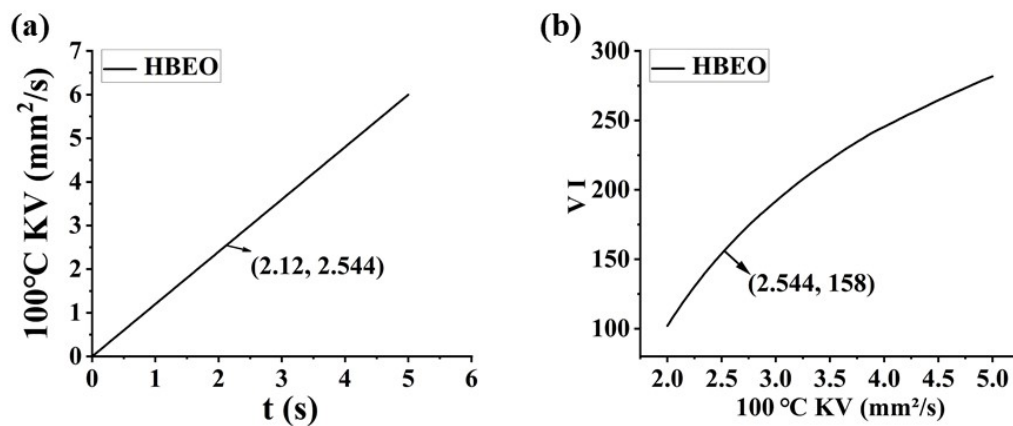 (a)
7
6
5
4
3
2
1
0
100°C KV (mm²/s)
HBEO
(2.12, 2.544)
0 1 2 3 4 5 6
t (s)
(b)
300
250
200
150
100
V I
HBEO
(2.544, 158)
2.0 2.5 3.0 3.5 4.0 4.5 5.0
100 °C KV (mm²/s)